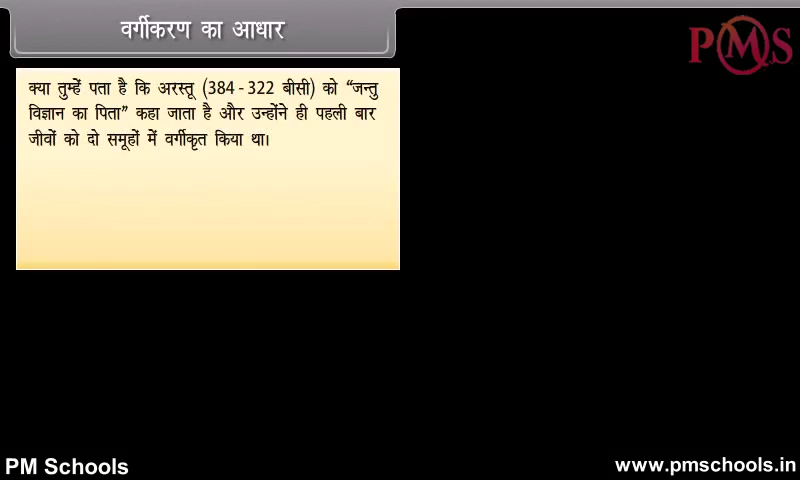 वर्गीकरण का आधार
PMS
क्या तुम्हें पता है कि अरस्तू (384 - 322 बीसी) को “जन्तु
विज्ञान का पिता” कहा जाता है और उन्होंने ही पहली बार
जीवों को दो समूहों में वर्गीकृत किया था।
PM Schools
www.pmschools.in